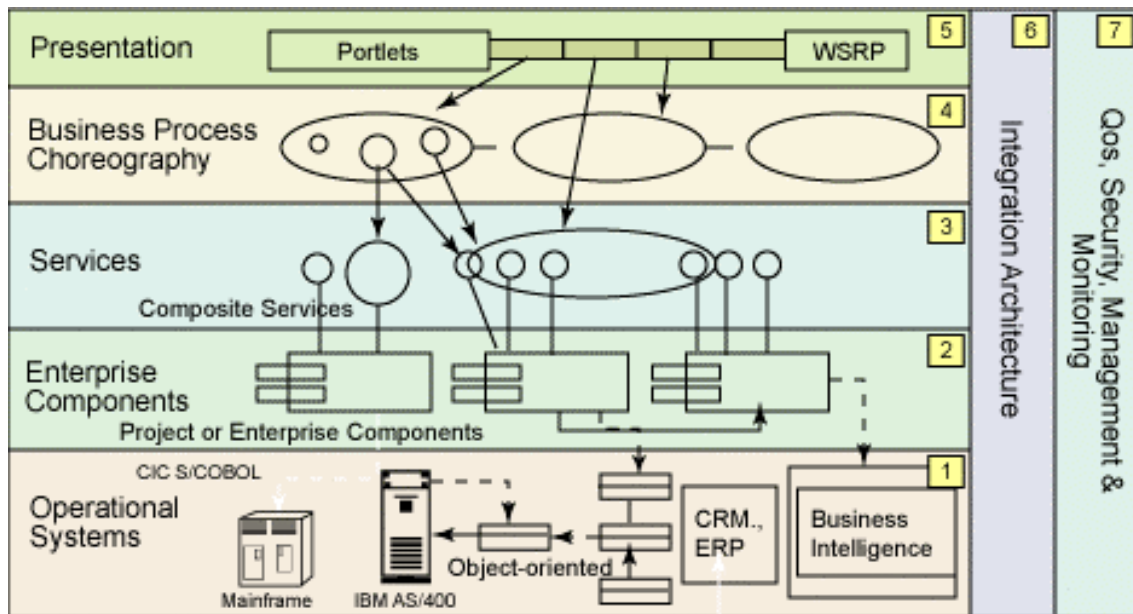 Presentation
Portlets
WSRP
5
6
7
Business Process
Choreography
4
Services
3
Composite Services
Enterprise
Components
2
Project or Enterprise Components
CIC S/COBOL
1
Operational
Systems
Mainframe
IBM AS/400
Object-oriented
CRM.,
ERP
Business
Intelligence
Integration Architecture
Qos, Security, Management &
Monitoring